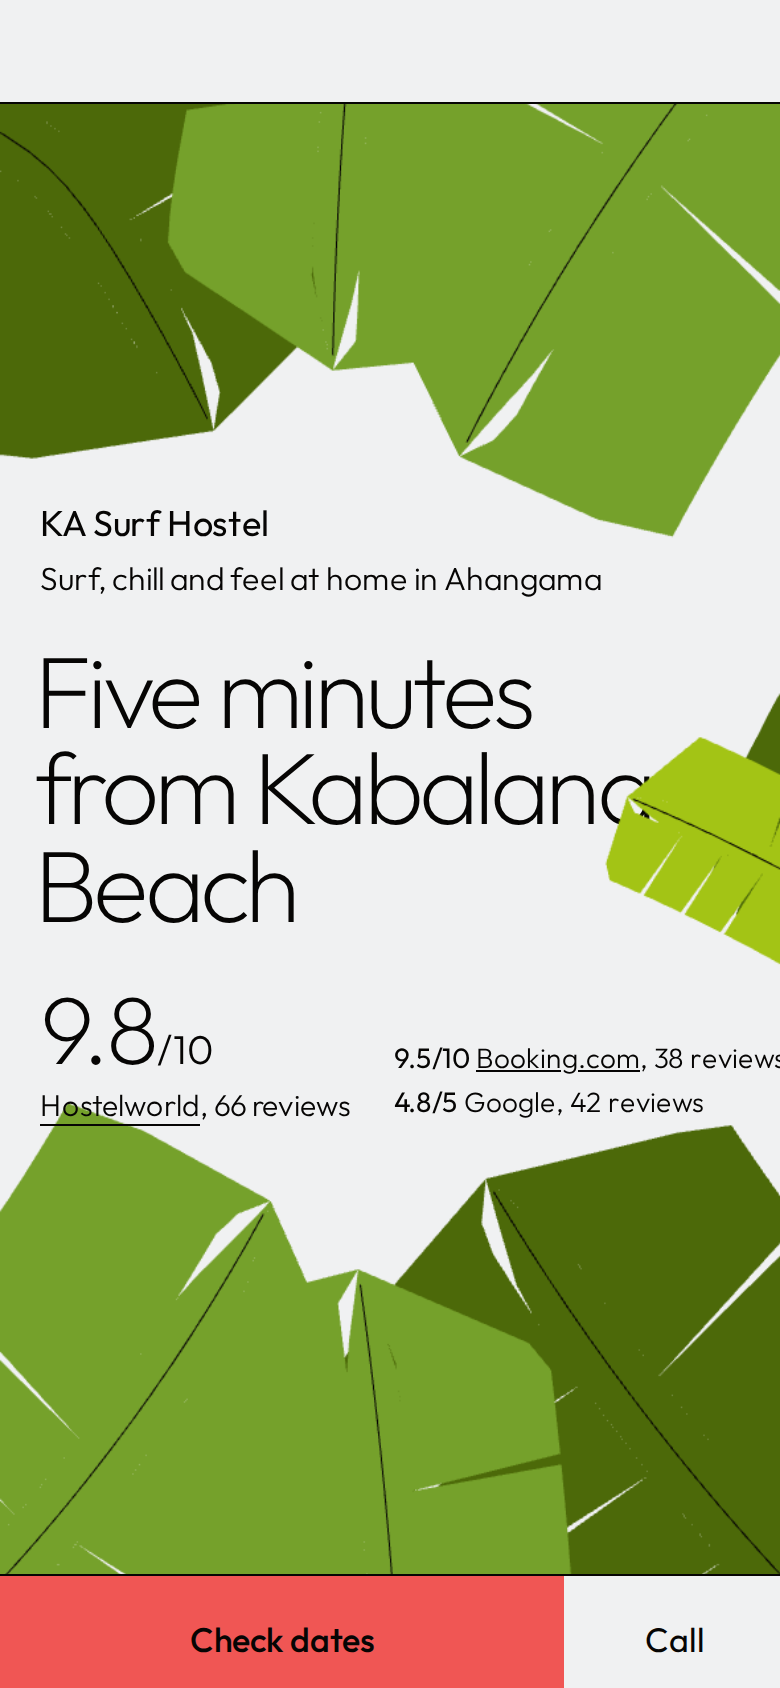 KA Surf Hostel
Surf, chill and feel at home in Ahangama
Five minutes
from Kabalana
Beach
9.8/10
Hostelworld, 66 reviews
9.5/10 Booking.com, 38 reviews
4.8/5 Google, 42 reviews
Check dates
Call